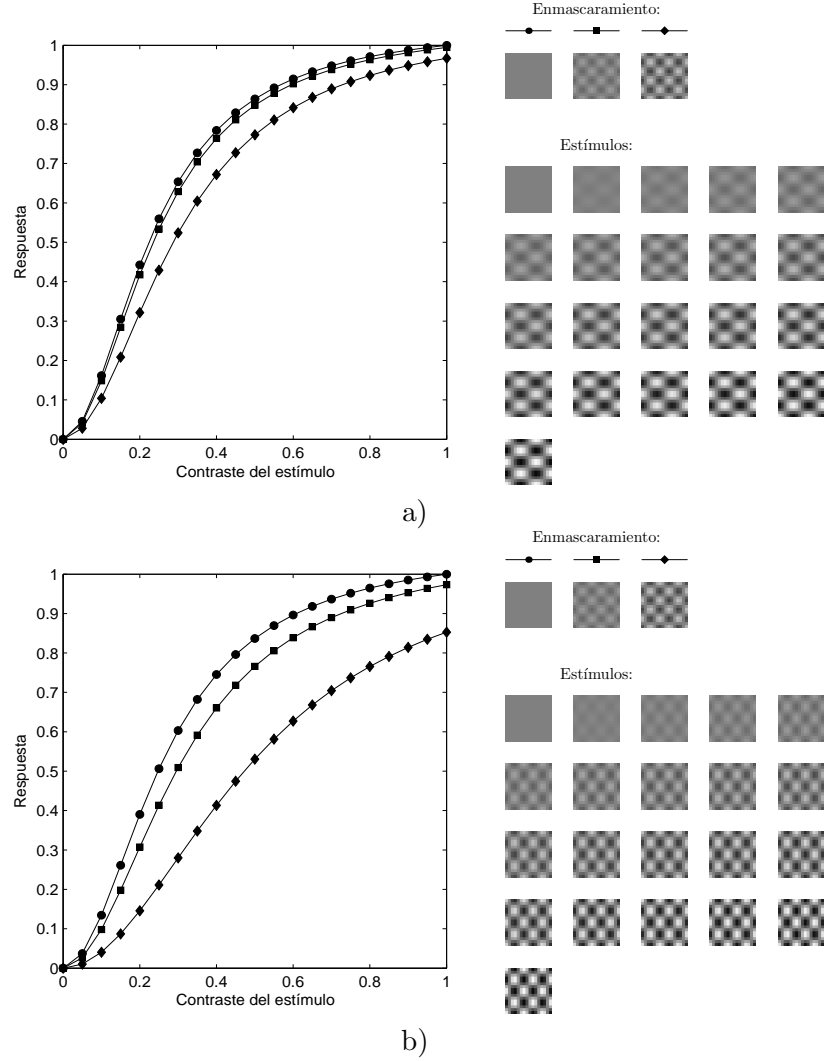 Enmascaramiento:
1
0.9
0.8
0.7
0.6
0.5
0.4
0.3
0.2
0.1
0
Respuesta
0 0.2 0.4 0.6 0.8 1
Contraste del estímulo
Estímulos:
a)
Enmascaramiento:
1
0.9
0.8
0.7
0.6
0.5
0.4
0.3
0.2
0.1
0
Respuesta
0 0.2 0.4 0.6 0.8 1
Contraste del estímulo
Estímulos:
b)